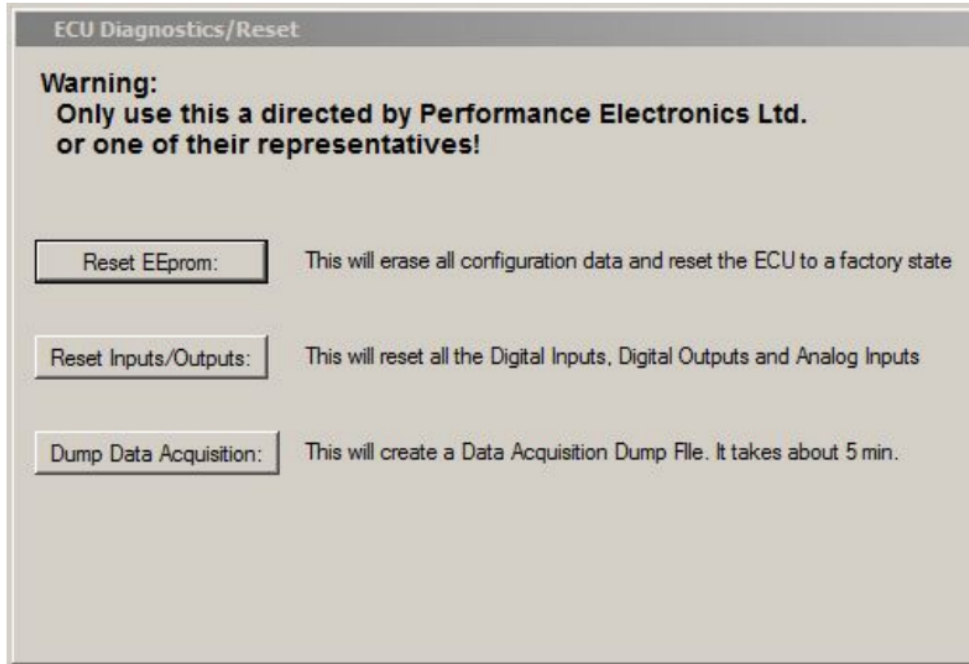 ECU Diagnostics/Reset
Warning:
Only use this a directed by Performance Electronics Ltd.
or one of their representatives!
Reset EEprom: This will erase all configuration data and reset the ECU to a factory state
Reset Inputs/Outputs: This will reset all the Digital Inputs, Digital Outputs and Analog Inputs
Dump Data Acquisition: This will create a Data Acquisition Dump FIle. It takes about 5 min.